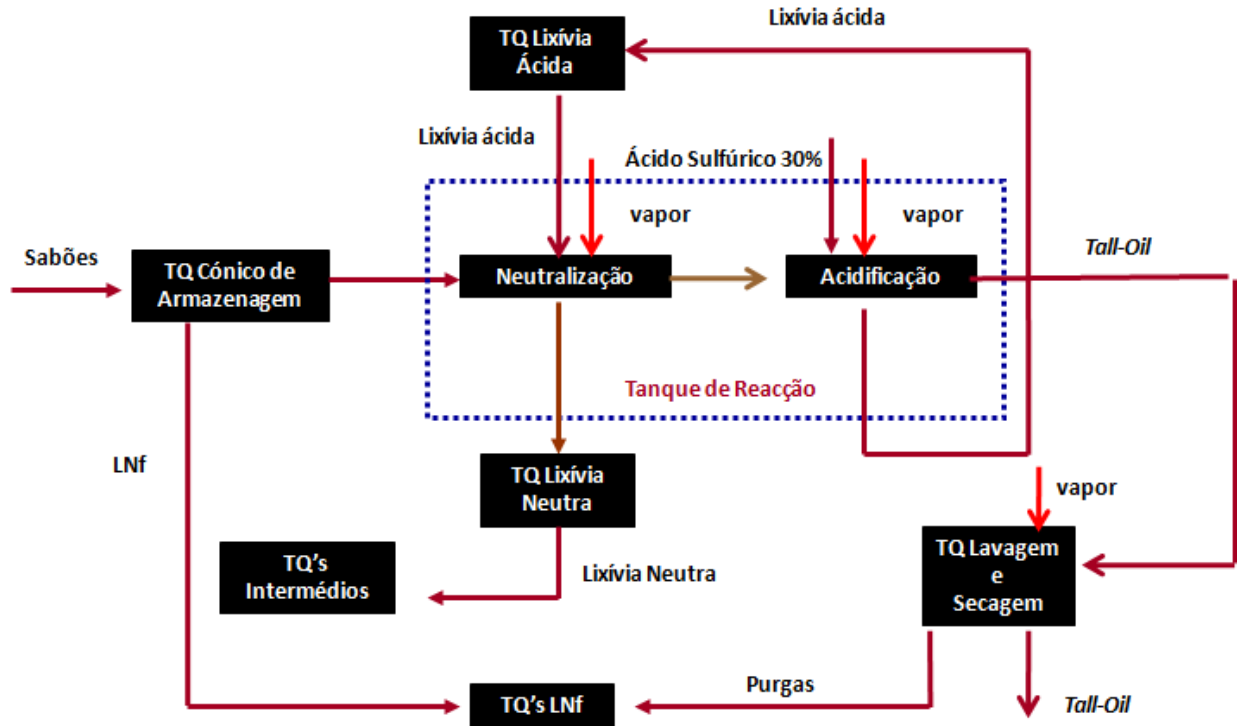 Lixívia ácida
TQ Lixívia
Ácida
Lixívia ácida
Ácido Sulfúrico 30%
vapor
vapor
Sabões
TQ Cónico de
Armazenagem
Neutralização
Acidificação
Tall-Oil
Tanque de Reacção
LNf
TQ Lixívia
Neutra
vapor
TQ's
Intermédios
Lixívia Neutra
TQ Lavagem
e
Secagem
Purgas
TQ's LNf
Tall-Oil